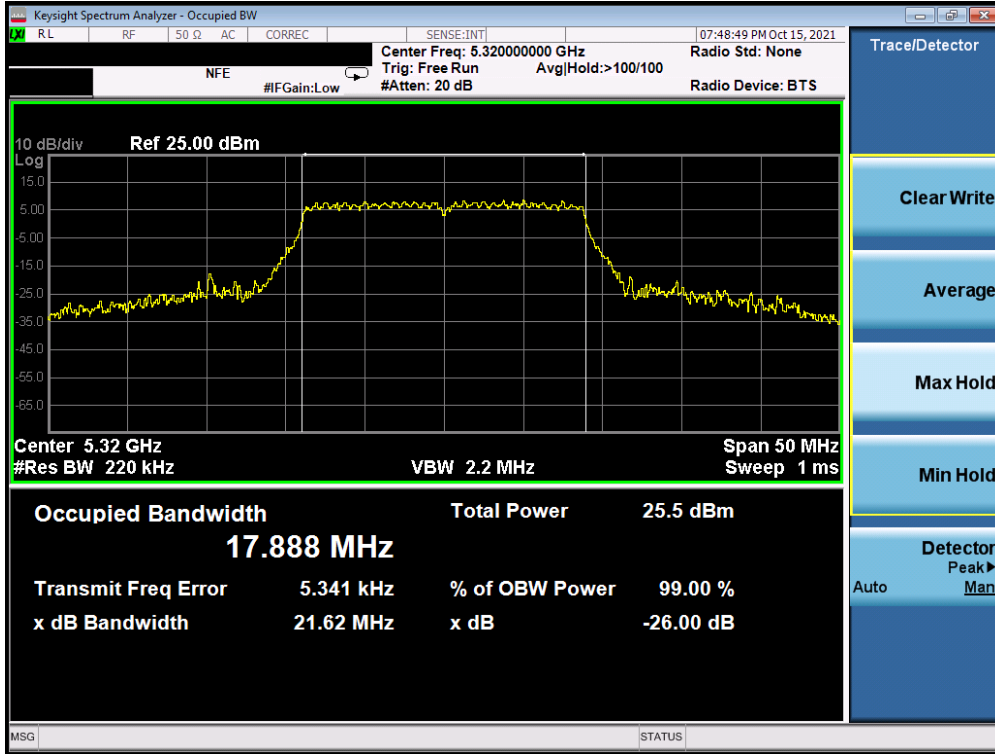 Keysight Spectrum Analyzer - Occupied BW
LXI RL RF 50 Ω AC CORREC SENSE:INT 07:48:49 PM Oct 15, 2021
Center Freq: 5.320000000 GHz Radio Std: None
NFE Trig: Free Run Avg|Hold:>100/100
#IFGain:Low #Atten: 20 dB Radio Device: BTS
Trace/Detector
10 dB/div Ref 25.00 dBm
Log
15.0
5.00
-5.00
-15.0
-25.0
-35.0
-45.0
-55.0
-65.0
Center 5.32 GHz Span 50 MHz
#Res BW 220 kHz VBW 2.2 MHz Sweep 1 ms
Occupied Bandwidth Total Power 25.5 dBm
17.888 MHz
Transmit Freq Error 5.341 kHz % of OBW Power 99.00 %
x dB Bandwidth 21.62 MHz x dB -26.00 dB
Clear Write
Average
Max Hold
Min Hold
Detector
Peak▶
Auto Man
MSG STATUS